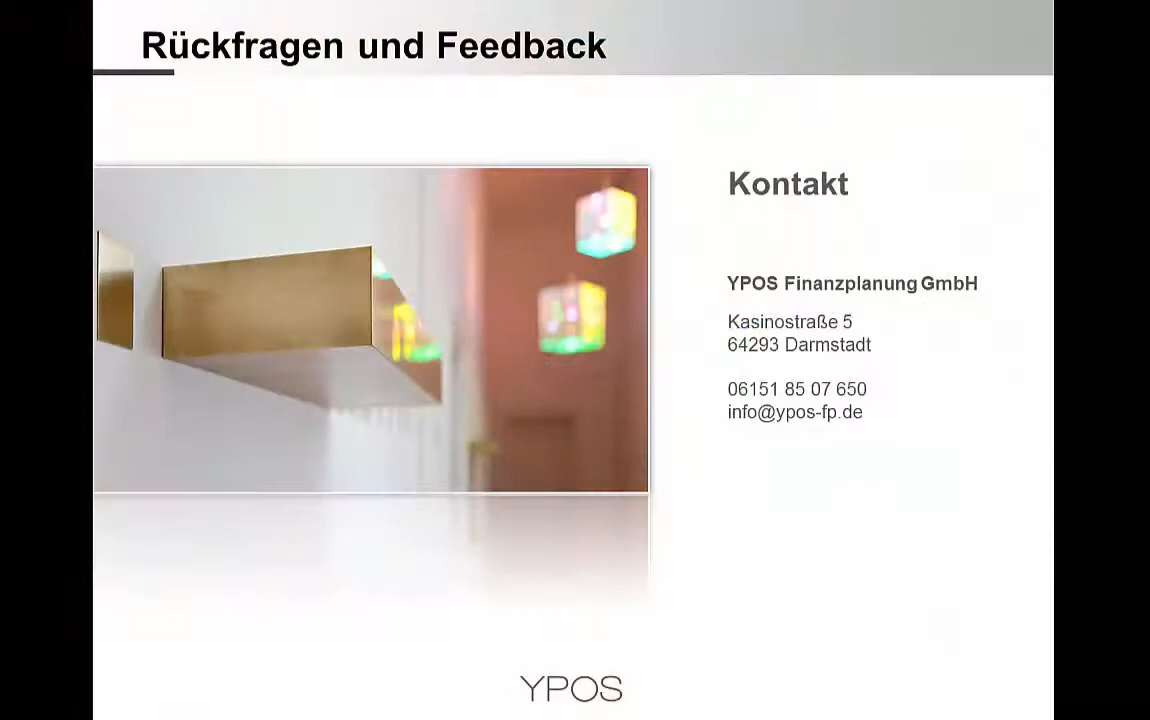 Rückfragen und Feedback
Kontakt
YPOS Finanzplanung GmbH
Kasinostraße 5
64293 Darmstadt
06151 85 07 650
info@ypos-fp.de
YPOS